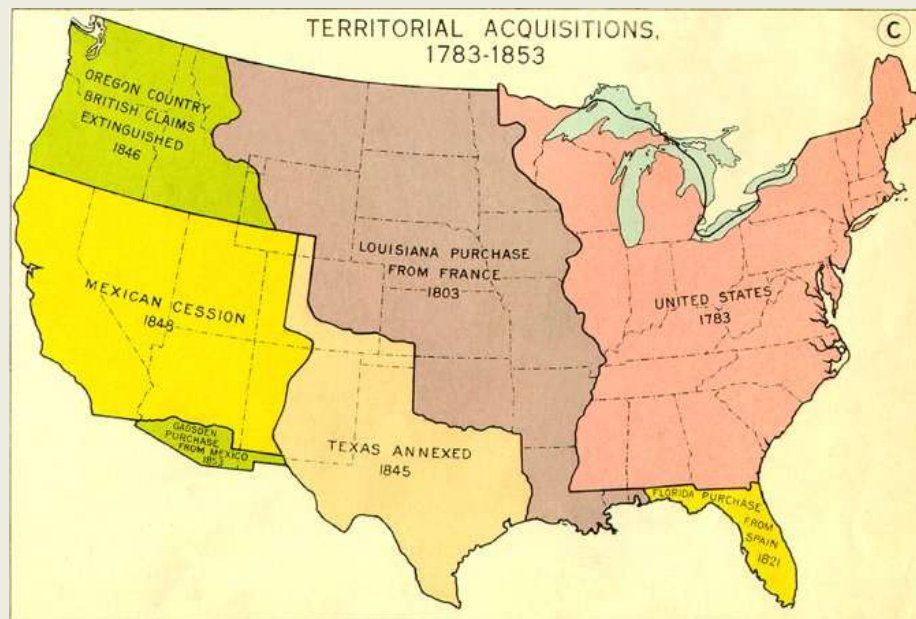 TERRITORIAL ACQUISITIONS,
1783-1853
C
OREGON COUNTRY
BRITISH CLAIMS
EXTINGUISHED
1846
LOUISIANA PURCHASE
FROM FRANCE
1803
UNITED STATES
1783
MEXICAN CESSION
1848
GADSDEN
PURCHASE
FROM MEXICO
1853
TEXAS ANNEXED
1845
FLORIDA PURCHASE
FROM
SPAIN
1821